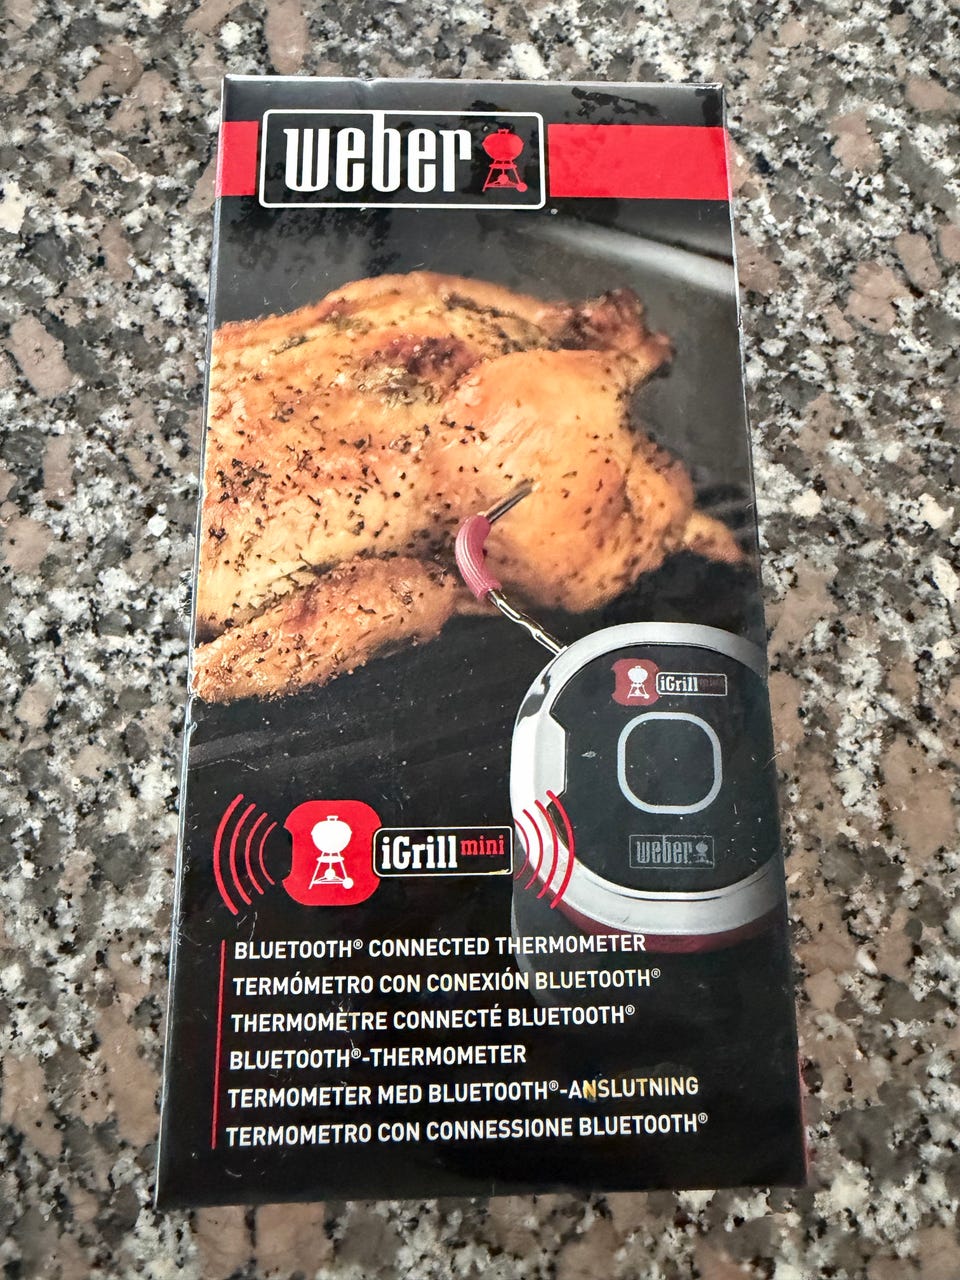 weber
iGrill mini
weber
iGrill mini
BLUETOOTH® CONNECTED THERMOMETER
TERMÓMETRO CON CONEXIÓN BLUETOOTH®
THERMOMÈTRE CONNECTÉ BLUETOOTH®
BLUETOOTH®-THERMOMETER
TERMOMETER MED BLUETOOTH®-ANSLUTNING
TERMOMETRO CON CONNESSIONE BLUETOOTH®